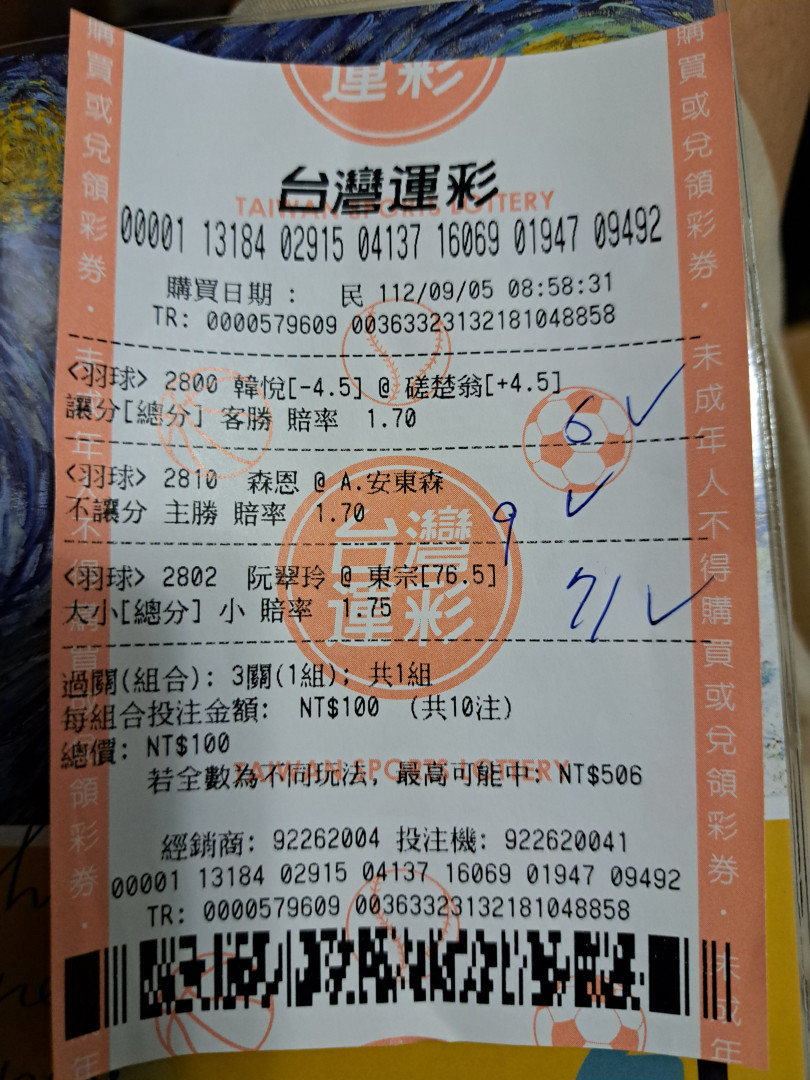 運彩
台灣運彩
TAIWAN SPORTS LOTTERY
00001 13184 02915 04137 16069 01947 09492
購買日期: 民 112/09/05 08:58:31
TR: 0000579609 00363323132181048858
<羽球> 2800 韓悅[-4.5] @ 磋楚翁[+4.5]
讓分[總分] 客勝 賠率 1.70
6✓
<羽球> 2810 森恩 @ A.安東森
不讓分 主勝 賠率 1.70
9 ✓
台灣運彩
<羽球> 2802 阮翠玲 @ 東宗[76.5]
大小[總分] 小 賠率 1.75
71✓
過關(組合): 3關(1組); 共1組
每組合投注金額: NT$100 (共10注)
總價: NT$100
若全數為不同玩法, 最高可能中: NT$506
TAIWAN SPORTS LOTTERY
經銷商: 92262004 投注機: 922620041
00001 13184 02915 04137 16069 01947 09492
TR: 0000579609 00363323132181048858
購買或兌領彩券·未成年人不得購買或兌領彩券·未成年
購買或兌領彩券·未成年人不得購買或兌領彩券·未成年